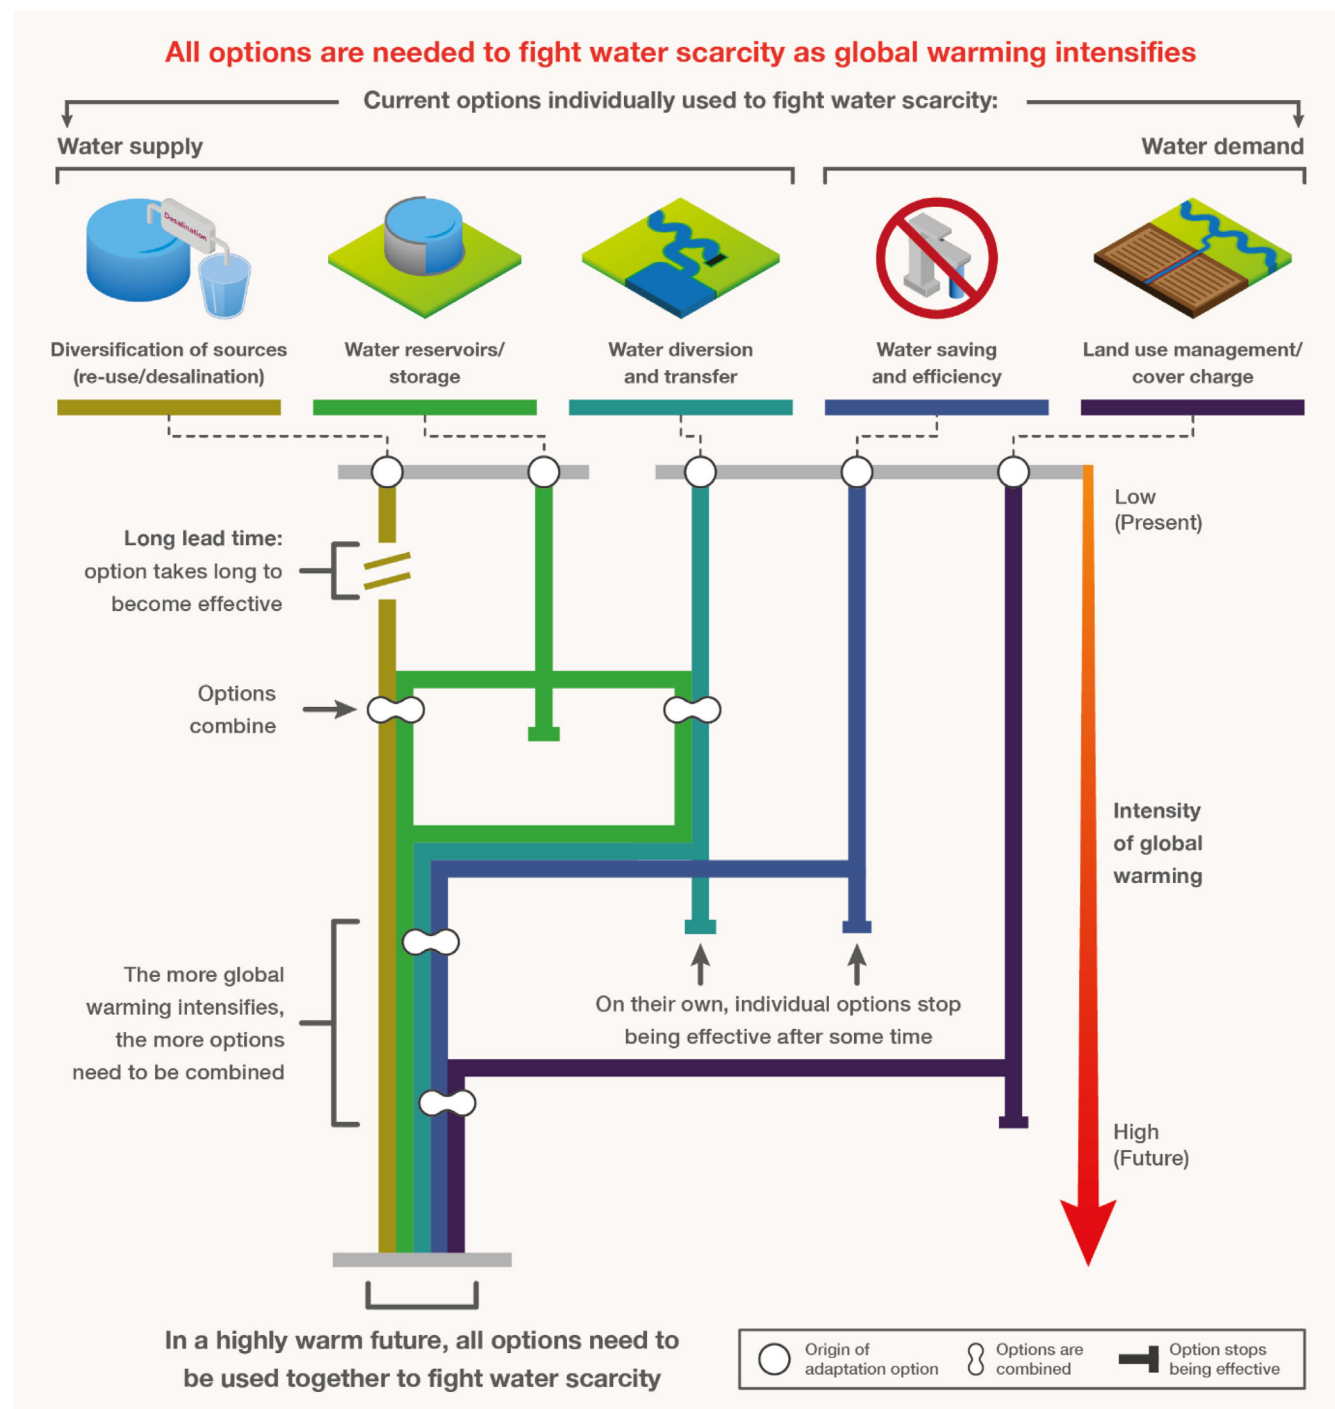 All options are needed to fight water scarcity as global warming intensifies
Current options individually used to fight water scarcity:
Water supply
Water demand
Desalination
Diversification of sources
(re-use/desalination)
Water reservoirs/
storage
Water diversion
and transfer
Water saving
and efficiency
Land use management/
cover charge
Low
(Present)
Long lead time:
option takes long to
become effective
Options
combine
Intensity
of global
warming
The more global
warming intensifies,
the more options
need to be combined
On their own, individual options stop
being effective after some time
High
(Future)
In a highly warm future, all options need to
be used together to fight water scarcity
Origin of
adaptation option
Options are
combined
Option stops
being effective